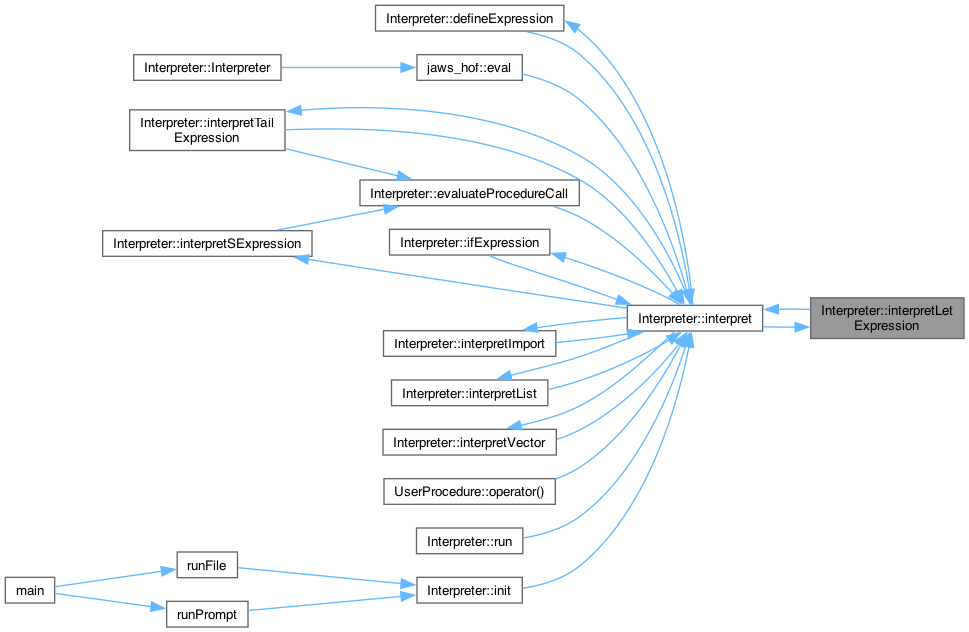 Interpreter::defineExpression
Interpreter::Interpreter
jaws_hof::eval
Interpreter::interpretTail
Expression
Interpreter::evaluateProcedureCall
Interpreter::interpretSExpression
Interpreter::ifExpression
Interpreter::interpret
Interpreter::interpretLet
Expression
Interpreter::interpretImport
Interpreter::interpretList
Interpreter::interpretVector
UserProcedure::operator()
Interpreter::run
runFile
main
Interpreter::init
runPrompt